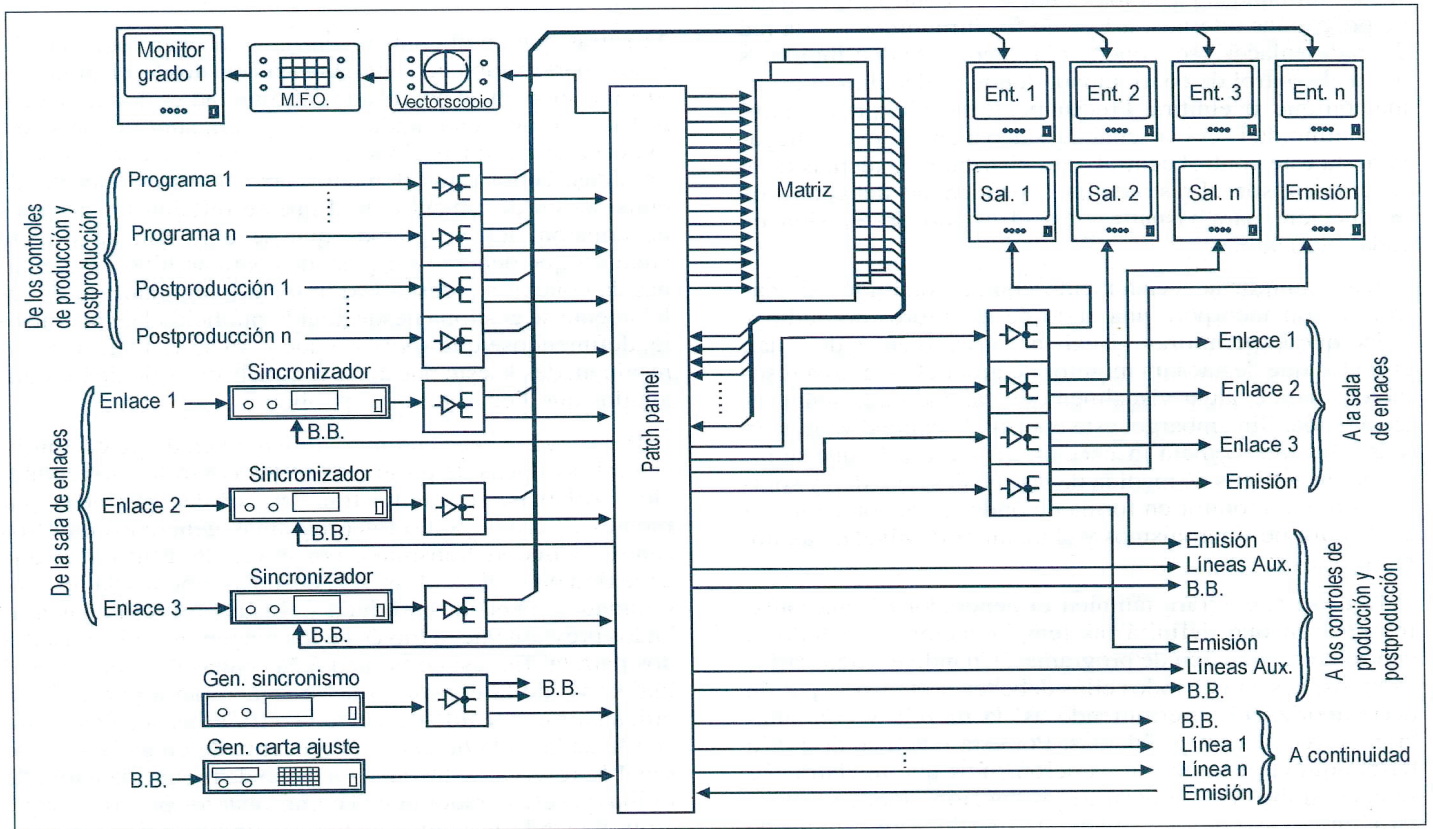 Monitor
grado 1
M.F.O.
Vectorscopio
Ent. 1
Ent. 2
Ent. 3
Ent. n
Sal. 1
Sal. 2
Sal. n
Emisión
Matriz
Patch pannel
De los controles
de producción y
postproducción
Programa 1
Programa n
Postproducción 1
Postproducción n
De la sala de enlaces
Sincronizador
Enlace 1
B.B.
Sincronizador
Enlace 2
B.B.
Sincronizador
Enlace 3
B.B.
Gen. sincronismo
B.B.
Gen. carta ajuste
B.B.
Enlace 1
Enlace 2
Enlace 3
Emisión
A la sala
de enlaces
Emisión
Líneas Aux.
B.B.
Emisión
Líneas Aux.
B.B.
A los controles de
producción y
postproducción
B.B.
Línea 1
Línea n
Emisión
A continuidad